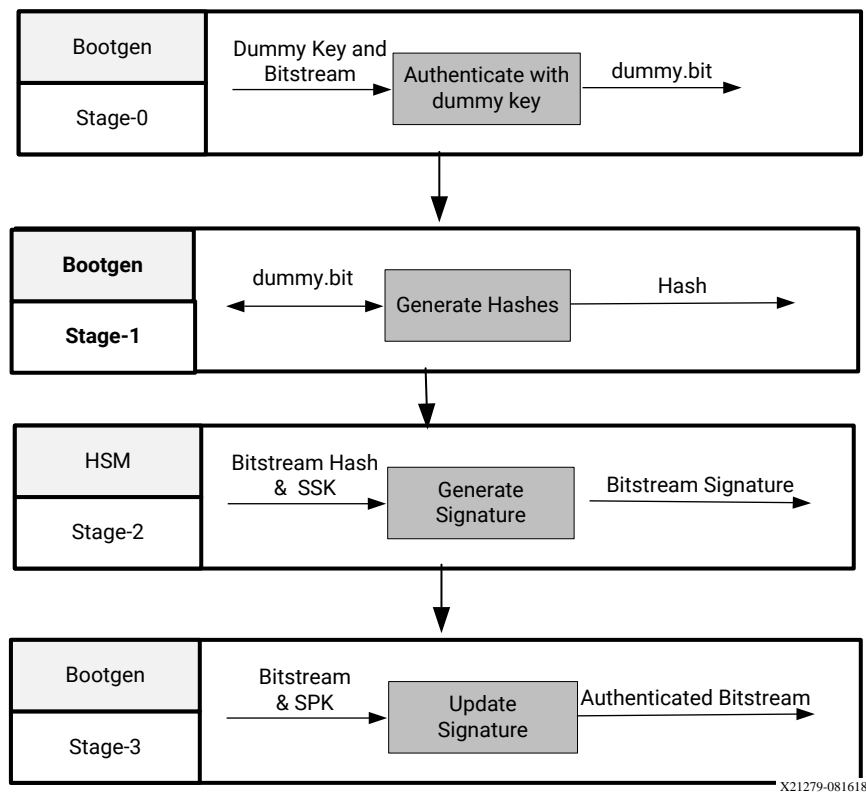 Bootgen
Stage-0
Dummy Key and
Bitstream
Authenticate with
dummy key
dummy.bit
Bootgen
Stage-1
dummy.bit
Generate Hashes
Hash
HSM
Stage-2
Bitstream Hash
& SSK
Generate
Signature
Bitstream Signature
Bootgen
Stage-3
Bitstream
& SPK
Update
Signature
Authenticated Bitstream
X21279-081618